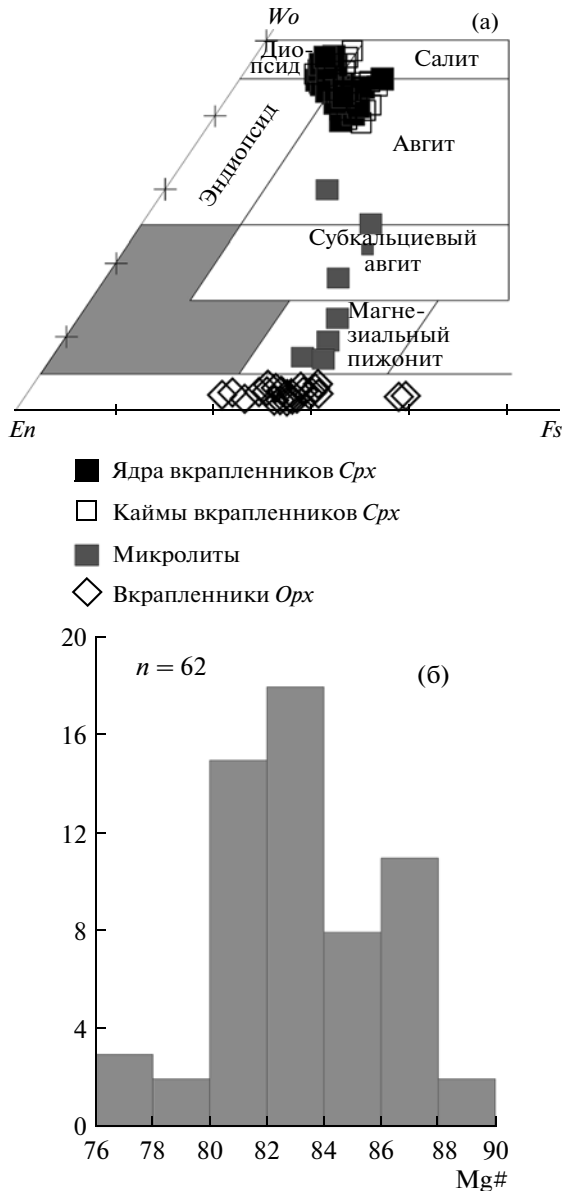 Wo
(а)
Дио-
псид
Салит
Эндиопсид
Авгит
Субкальциевый
авгит
Магне-
зиальный
пижонит
En
Fs
Ядра вкрапленников Cpx
Каймы вкрапленников Cpx
Микролиты
Вкрапленники Opx
20
n = 62
(б)
16
12
8
4
0
76 78 80 82 84 86 88 90
Mg#